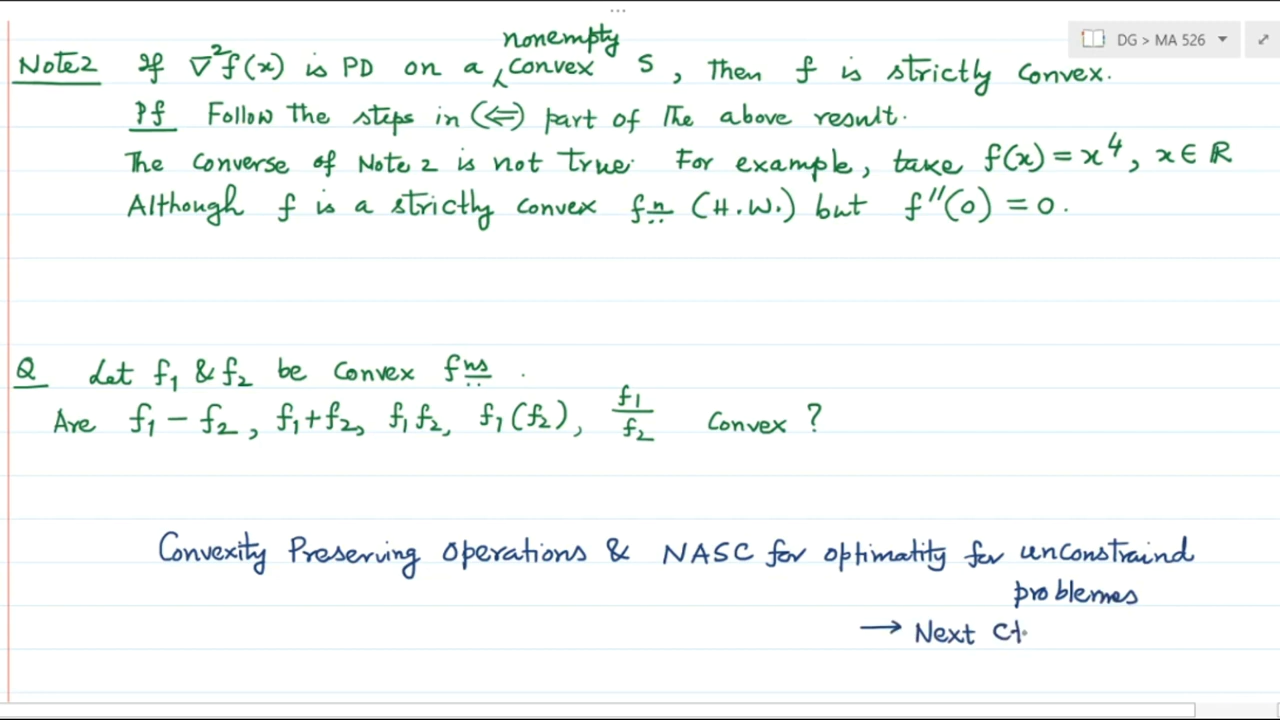 DG > MA 526
Note 2 If ∇²f(x) is PD on a nonempty convex S, then f is strictly convex.
Pf Follow the steps in (⇐) part of the above result.
The converse of Note 2 is not true. For example, take f(x) = x⁴, x ∈ ℝ
Although f is a strictly convex fn (H.W.) but f''(0) = 0.
Q Let f₁ & f₂ be convex fns.
Are f₁ - f₂, f₁+f₂, f₁f₂, f₁(f₂), f₁/f₂ convex ?
Convexity Preserving Operations & NASC for optimality for unconstraind
problemes
→ Next Cl